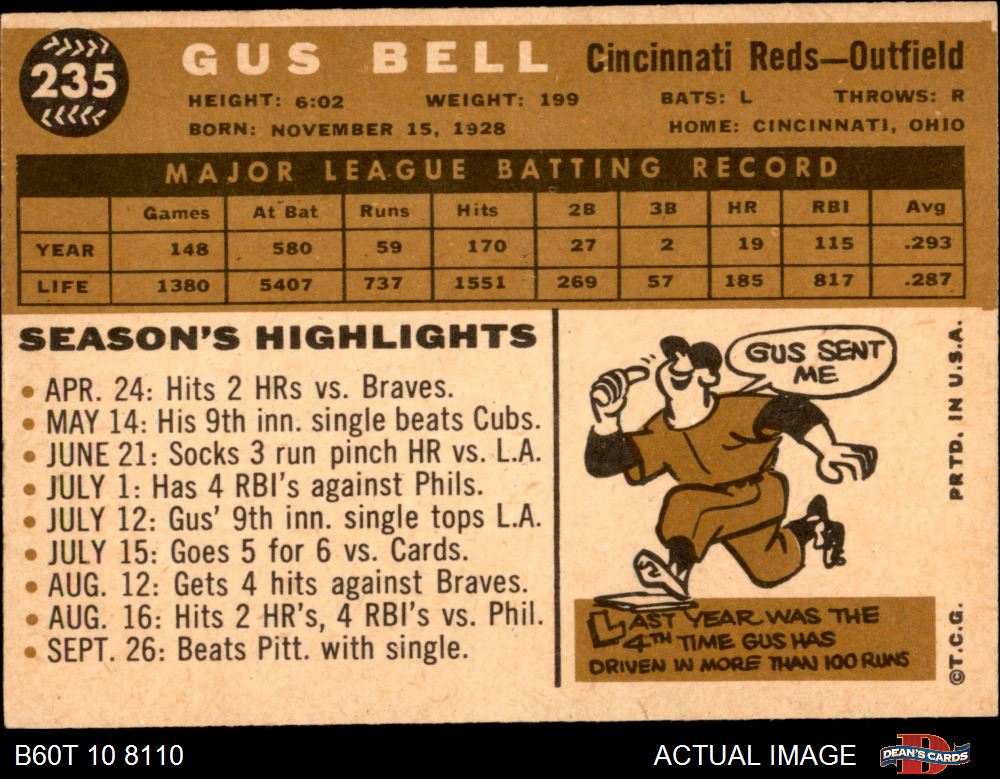 235
GUS BELL Cincinnati Reds—Outfield
HEIGHT: 6:02 WEIGHT: 199 BATS: L THROWS: R
BORN: NOVEMBER 15, 1928 HOME: CINCINNATI, OHIO
MAJOR LEAGUE BATTING RECORD
Games At Bat Runs Hits 2B 3B HR RBI Avg
YEAR 148 580 59 170 27 2 19 115 .293
LIFE 1380 5407 737 1551 269 57 185 817 .287
SEASON'S HIGHLIGHTS
• APR. 24: Hits 2 HRs vs. Braves.
• MAY 14: His 9th inn. single beats Cubs.
• JUNE 21: Socks 3 run pinch HR vs. L.A.
• JULY 1: Has 4 RBI's against Phils.
• JULY 12: Gus' 9th inn. single tops L.A.
• JULY 15: Goes 5 for 6 vs. Cards.
• AUG. 12: Gets 4 hits against Braves.
• AUG. 16: Hits 2 HR's, 4 RBI's vs. Phil.
• SEPT. 26: Beats Pitt. with single.
GUS SENT
ME
LAST YEAR WAS THE
4TH TIME GUS HAS
DRIVEN IN MORE THAN 100 RUNS
©T.C.G. PRTD. IN U.S.A.
B60T 10 8110 ACTUAL IMAGE DEAN'S CARDS